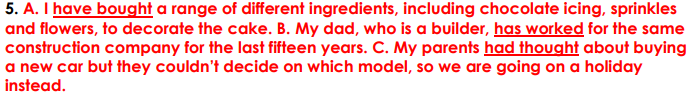 5. A. I have bought a range of different ingredients, including chocolate icing, sprinkles
and flowers, to decorate the cake. B. My dad, who is a builder, has worked for the same
construction company for the last fifteen years. C. My parents had thought about buying
a new car but they couldn't decide on which model, so we are going on a holiday
instead.